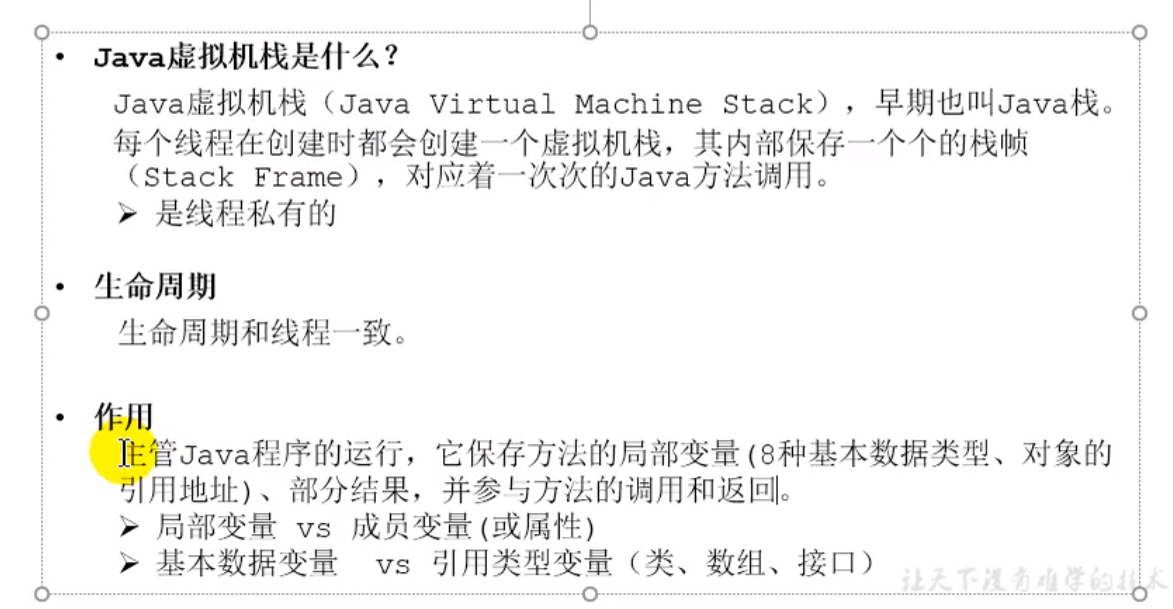 • Java虚拟机栈是什么？
Java虚拟机栈（Java Virtual Machine Stack），早期也叫Java栈。
每个线程在创建时都会创建一个虚拟机栈，其内部保存一个个的栈帧
（Stack Frame），对应着一次次的Java方法调用。
➢ 是线程私有的
• 生命周期
生命周期和线程一致。
• 作用
主管Java程序的运行，它保存方法的局部变量(8种基本数据类型、对象的
引用地址)、部分结果，并参与方法的调用和返回。
➢ 局部变量 vs 成员变量(或属性)
➢ 基本数据变量 vs 引用类型变量（类、数组、接口）
让天下没有难学的技术